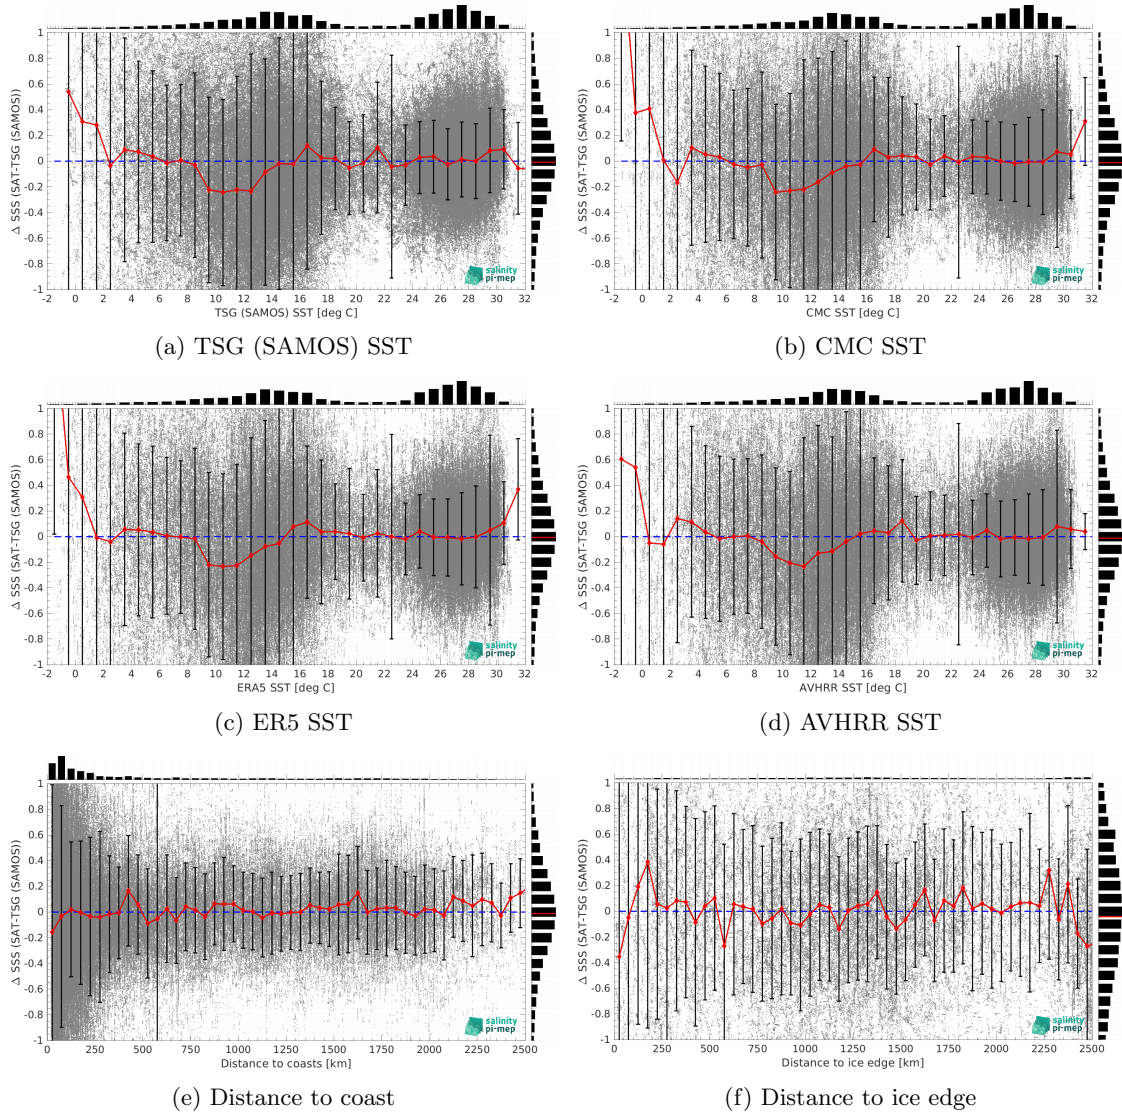 1
0.8
0.6
0.4
0.2
0
-0.2
-0.4
-0.6
-0.8
-1
Δ SSS (SAT-TSG (SAMOS))
salinity
pi-mep
-2 0 2 4 6 8 10 12 14 16 18 20 22 24 26 28 30 32
TSG (SAMOS) SST [deg C]
(a) TSG (SAMOS) SST
1
0.8
0.6
0.4
0.2
0
-0.2
-0.4
-0.6
-0.8
-1
Δ SSS (SAT-TSG (SAMOS))
salinity
pi-mep
-2 0 2 4 6 8 10 12 14 16 18 20 22 24 26 28 30 32
CMC SST [deg C]
(b) CMC SST
1
0.8
0.6
0.4
0.2
0
-0.2
-0.4
-0.6
-0.8
-1
Δ SSS (SAT-TSG (SAMOS))
salinity
pi-mep
-2 0 2 4 6 8 10 12 14 16 18 20 22 24 26 28 30 32
ERA5 SST [deg C]
(c) ER5 SST
1
0.8
0.6
0.4
0.2
0
-0.2
-0.4
-0.6
-0.8
-1
Δ SSS (SAT-TSG (SAMOS))
salinity
pi-mep
-2 0 2 4 6 8 10 12 14 16 18 20 22 24 26 28 30 32
AVHRR SST [deg C]
(d) AVHRR SST
1
0.8
0.6
0.4
0.2
0
-0.2
-0.4
-0.6
-0.8
-1
Δ SSS (SAT-TSG (SAMOS))
salinity
pi-mep
0 250 500 750 1000 1250 1500 1750 2000 2250 2500
Distance to coasts [km]
(e) Distance to coast
1
0.8
0.6
0.4
0.2
0
-0.2
-0.4
-0.6
-0.8
-1
Δ SSS (SAT-TSG (SAMOS))
salinity
pi-mep
0 250 500 750 1000 1250 1500 1750 2000 2250 2500
Distance to ice edge [km]
(f) Distance to ice edge